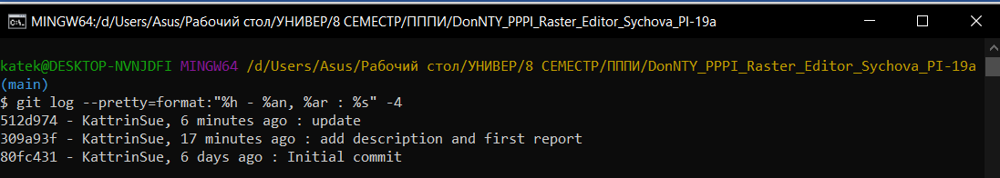 MINGW64:/d/Users/Asus/Рабочий стол/УНИВЕР/8 СЕМЕСТР/ПППИ/DonNTY_PPPI_Raster_Editor_Sychova_PI-19a
katek@DESKTOP-NVNJDFI MINGW64 /d/Users/Asus/Рабочий стол/УНИВЕР/8 СЕМЕСТР/ПППИ/DonNTY_PPPI_Raster_Editor_Sychova_PI-19a
(main)
$ git log --pretty=format:"%h - %an, %ar : %s" -4
512d974 - KattrinSue, 6 minutes ago : update
309a93f - KattrinSue, 17 minutes ago : add description and first report
80fc431 - KattrinSue, 6 days ago : Initial commit